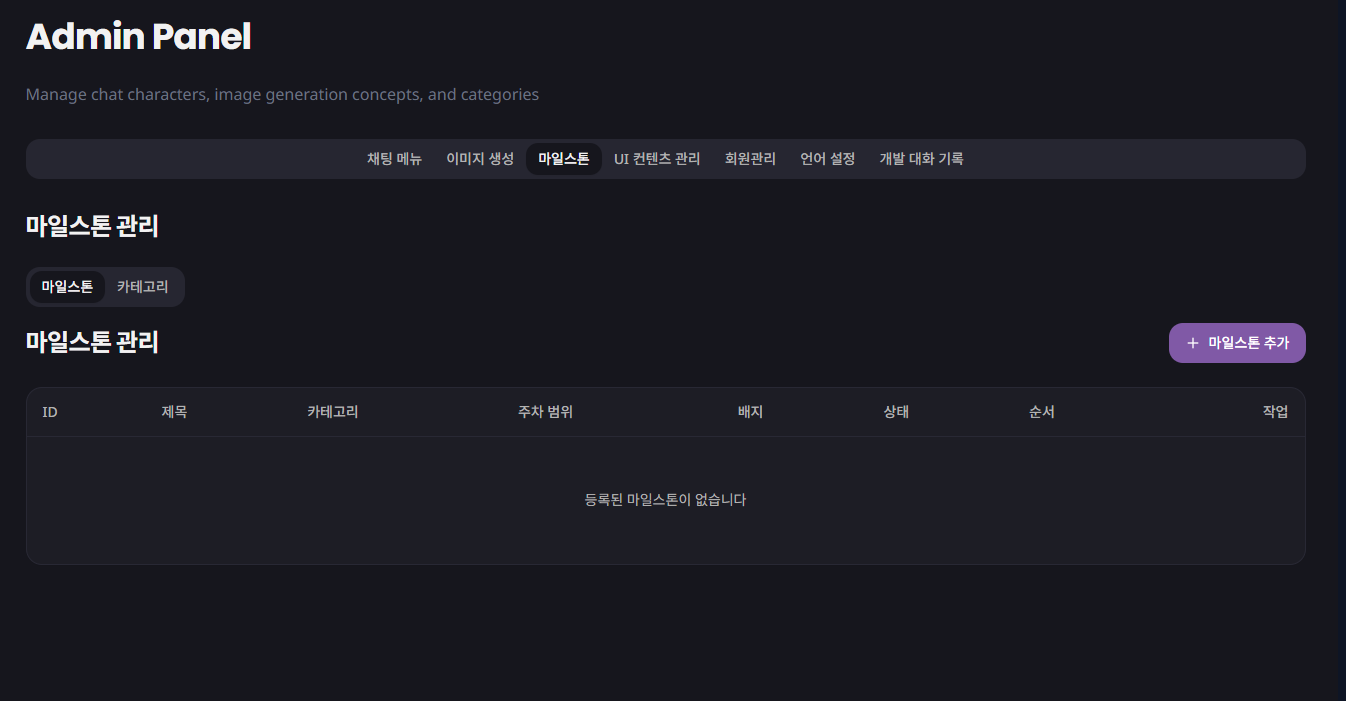 Admin Panel
Manage chat characters, image generation concepts, and categories
채팅 메뉴 이미지 생성 마일스톤 UI 컨텐츠 관리 회원관리 언어 설정 개발 대화 기록
마일스톤 관리
마일스톤 카테고리
마일스톤 관리
+ 마일스톤 추가
ID 제목 카테고리 주차 범위 배지 상태 순서 작업
등록된 마일스톤이 없습니다